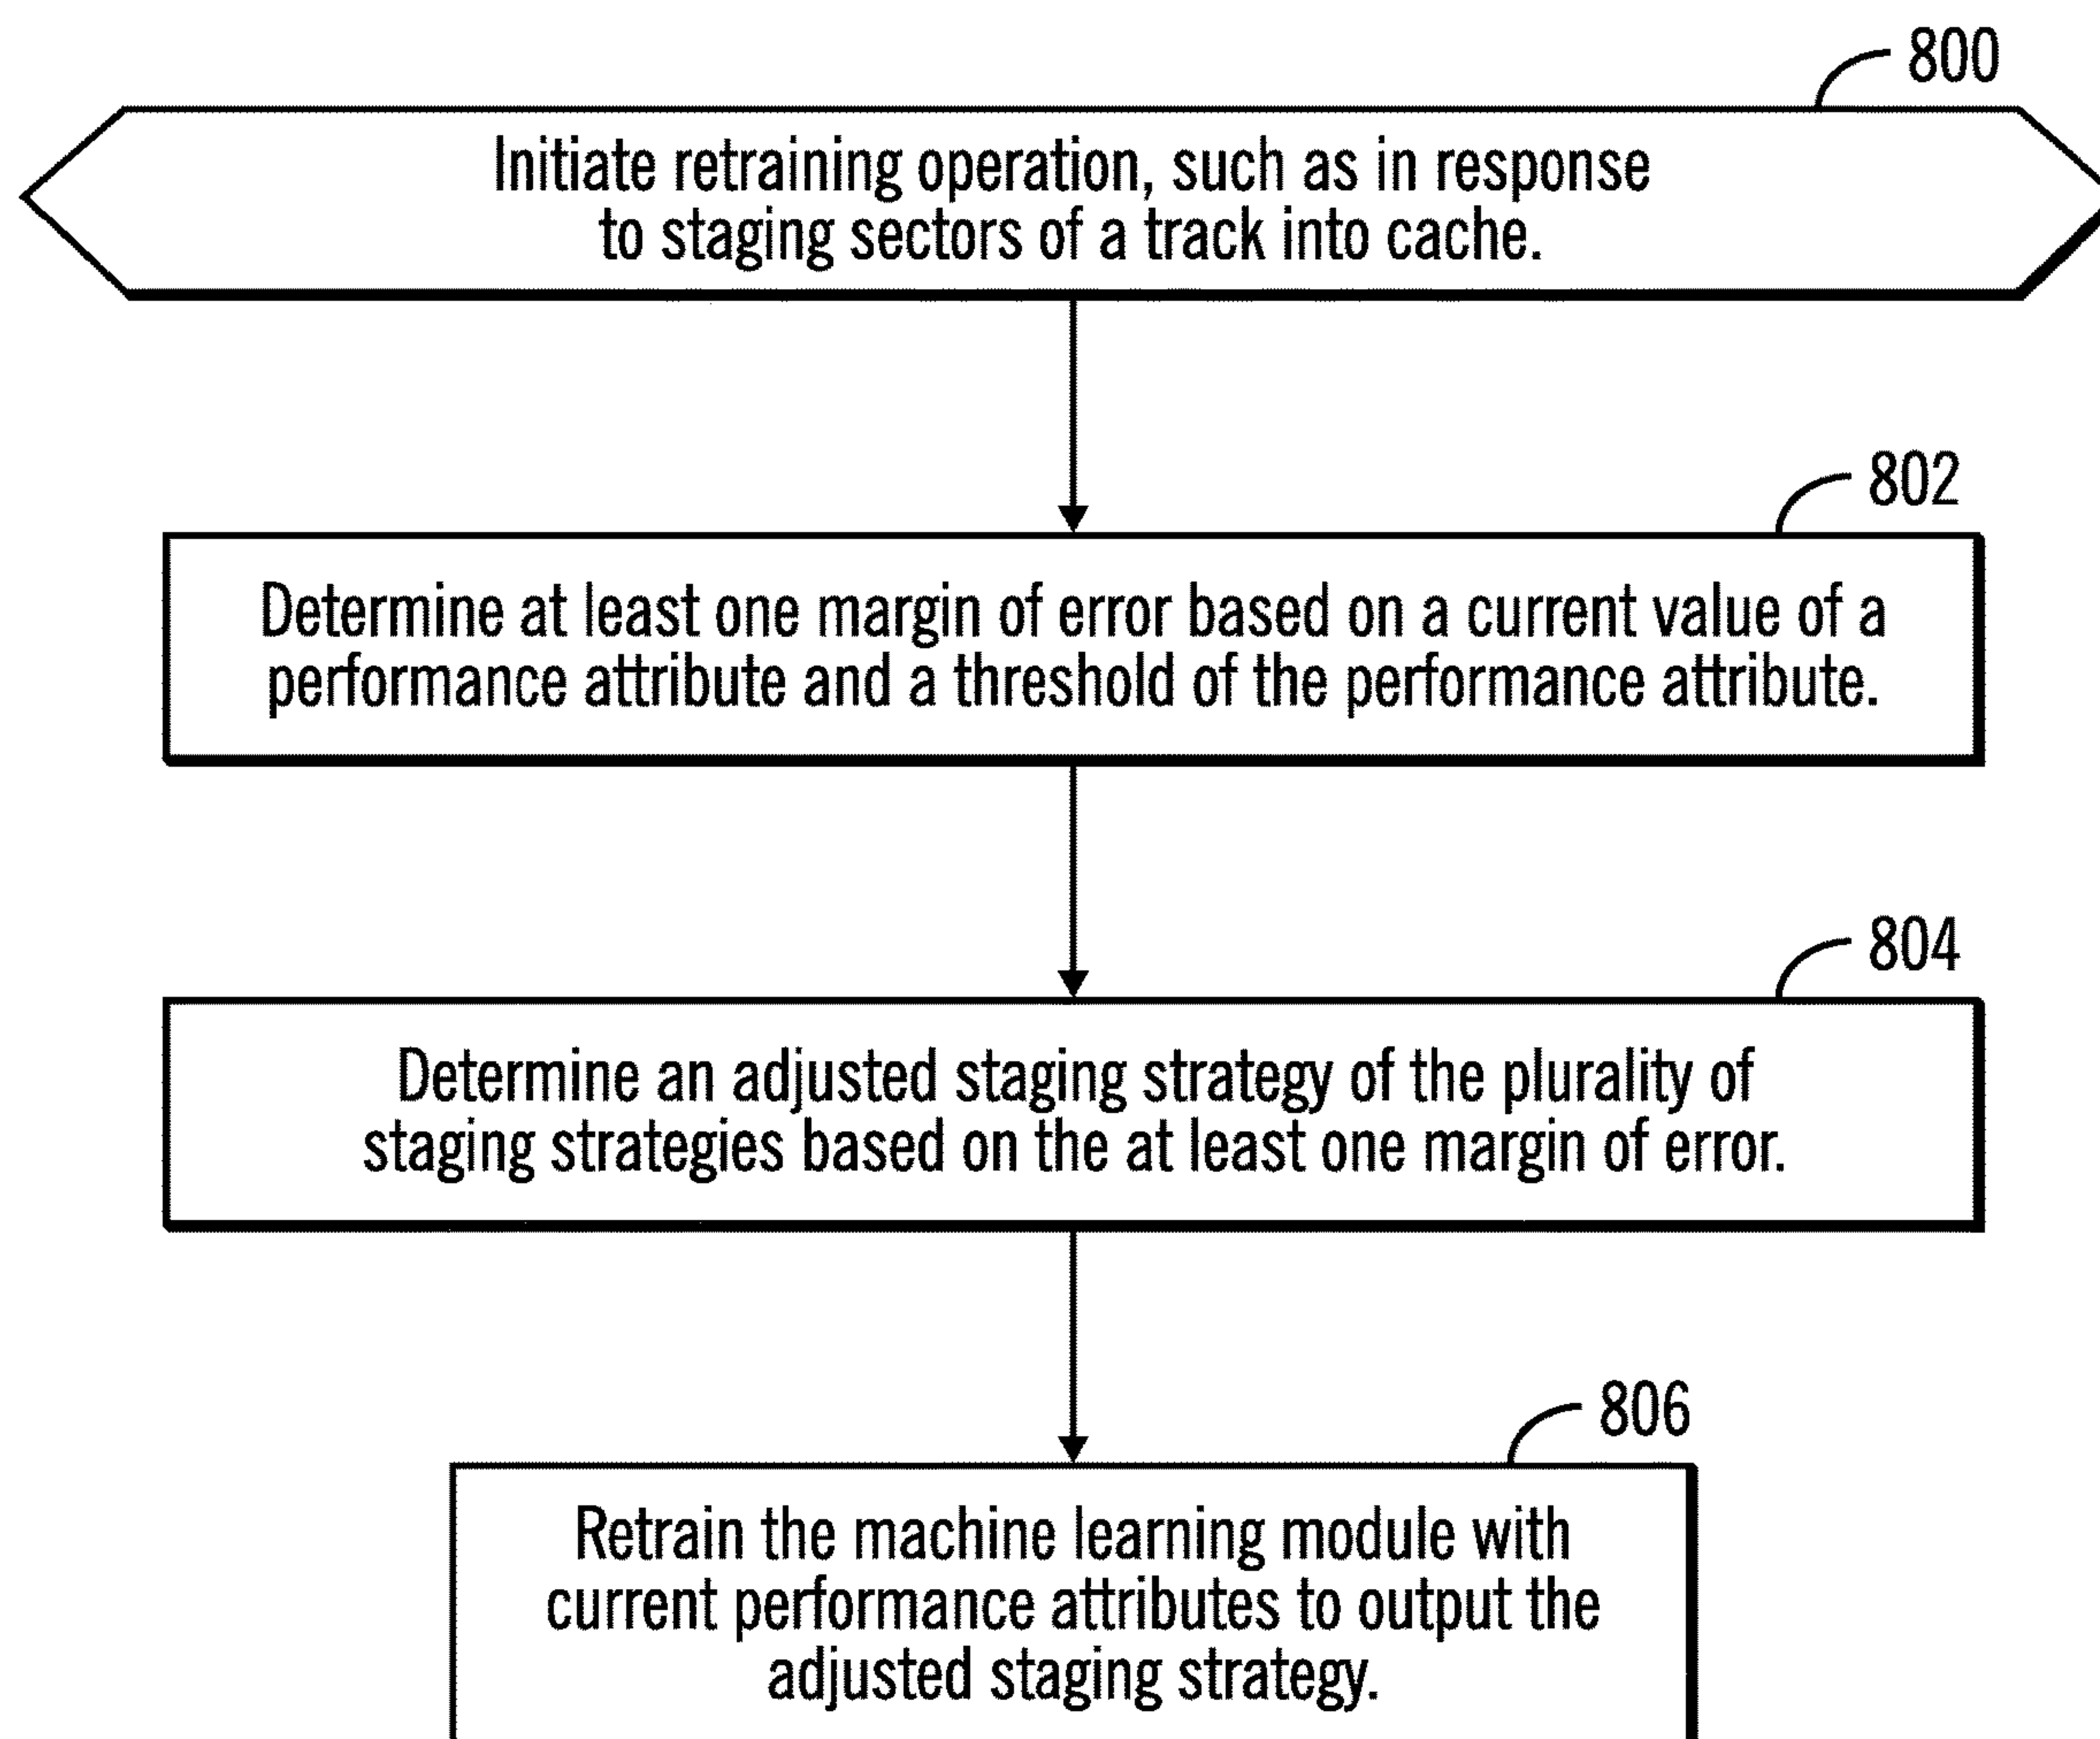 800
Initiate retraining operation, such as in response
to staging sectors of a track into cache.
802
Determine at least one margin of error based on a current value of a
performance attribute and a threshold of the performance attribute.
804
Determine an adjusted staging strategy of the plurality of
staging strategies based on the at least one margin of error.
806
Retrain the machine learning module with
current performance attributes to output the
adjusted staging strategy.